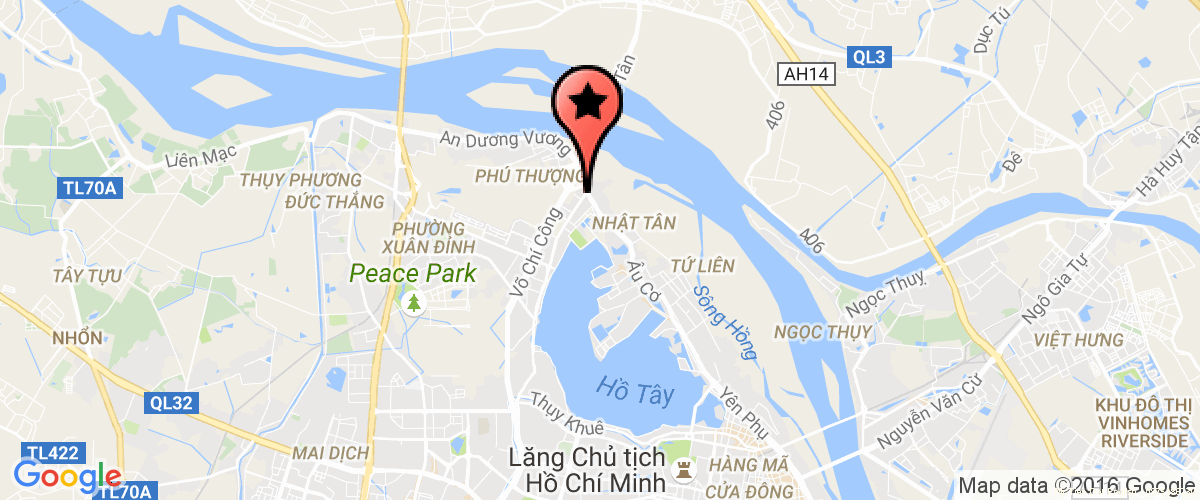 Dục Tú
QL3
AH14
Tân
406
An Dương Vương
Liên Mạc
Đê
Hà Huy Tập
TL70A
THỤY PHƯƠNG
ĐỨC THẮNG
PHÚ THƯỢNG
NHẬT TÂN
PHƯỜNG
XUÂN ĐỈNH
Võ Chí Công
406
Peace Park
TÂY TỰU
Âu Cơ
TỨ LIÊN
Sông Hồng
Ngọc Thuỵ
Ngô Gia Tự
NHỔN
NGỌC THỤY
VIỆT HƯNG
QL32
Hồ Tây
Thụy Khuê
Yên Phụ
Nguyễn Văn Cừ
KHU ĐÔ THỊ
VINHOMES
RIVERSIDE
TL422
MAI DỊCH
Lăng Chủ tịch
Hồ Chí Minh
HÀNG MÃ
CỬA ĐÔNG
Google
TL70A
Map data ©2016 Google